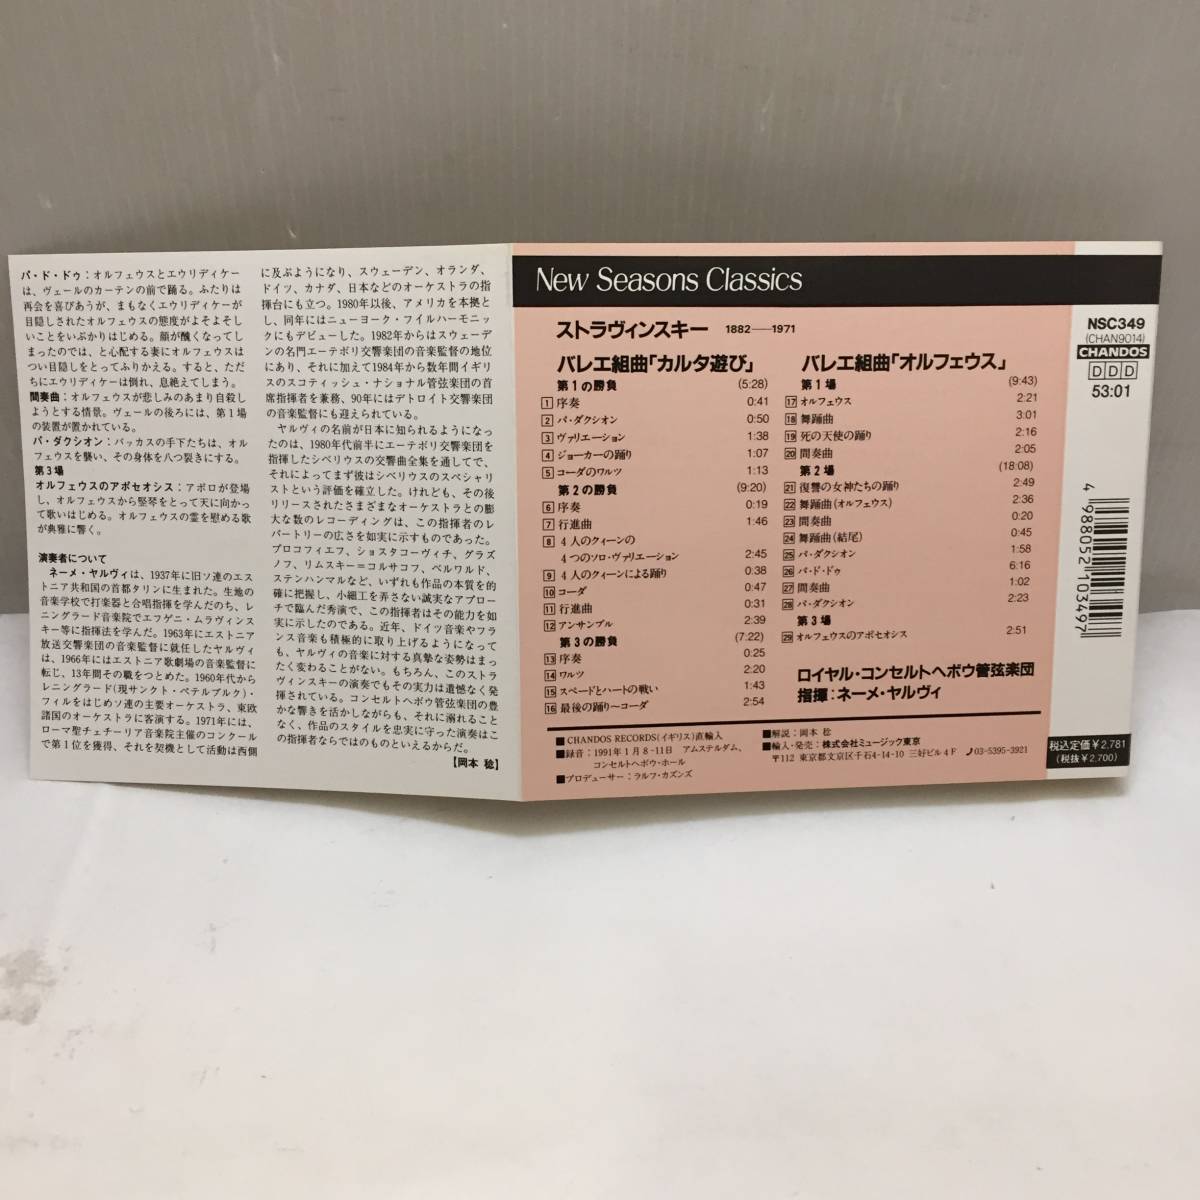 パ・ド・ドゥ：オルフェウスとエウリディケー
は、ヴェールのカーテンの前で踊る。ふたりは
再会を喜びあうが、まもなくエウリディケーが
目隠しされたオルフェウスの態度がよそよそし
いことをいぶかりはじめる。顔が醜くなってし
まったのでは、と心配する妻にオルフェウスは
つい目隠しをとってふりかえる。すると、ただ
ちにエウリディケーは倒れ、息絶えてしまう。
間奏曲：オルフェウスが悲しみのあまり自殺し
ようとする情景。ヴェールの後ろには、第1場
の装置が置かれている。
パ・ダクシオン：バッカスの手下たちは、オル
フェウスを襲い、その身体を八つ裂きにする。
第3場
オルフェウスのアポセオシス：アポロが登場
し、オルフェウスから竪琴をとって天に向かっ
て歌いはじめる。オルフェウスの霊を慰める歌
が典雅に響く。
演奏者について
ネーメ・ヤルヴィは、1937年に旧ソ連のエス
トニア共和国の首都タリンに生まれた。生地の
音楽学校で打楽器と合唱指揮を学んだのち、レ
ニングラード音楽院でエフゲニ・ムラヴィンス
キー等に指揮法を学んだ。1963年にエストニア
放送交響楽団の音楽監督に就任したヤルヴィ
は、1966年にはエストニア歌劇場の音楽監督に
転じ、13年間その職をつとめた。1960年代から
レニングラード(現サンクト・ペテルブルク)・
フィルをはじめソ連の主要オーケストラ、東欧
諸国のオーケストラに客演する。1971年には、
ローマ聖チェチーリア音楽院主催のコンクール
で第1位を獲得、それを契機として活動は西側
に及ぶようになり、スウェーデン、オランダ、
ドイツ、カナダ、日本などのオーケストラの指
揮台にも立つ。1980年以後、アメリカを本拠と
し、同年にはニューヨーク・フイルハーモニッ
クにもデビューした。1982年からはスウェーデ
ンの名門エーテボリ交響楽団の音楽監督の地位
にあり、それに加えて1984年から数年間イギリ
スのスコティッシュ・ナショナル管弦楽団の首
席指揮者を兼務、90年にはデトロイト交響楽団
の音楽監督にも迎えられている。
ヤルヴィの名前が日本に知られるようになっ
たのは、1980年代前半にエーテボリ交響楽団を
指揮したシベリウスの交響曲全集を通してで、
それによってまず彼はシベリウスのスペシャリ
ストという評価を確立した。けれども、その後
リリースされたさまざまなオーケストラとの膨
大な数のレコーディングは、この指揮者のレパ
ートリーの広さを如実に示すものであった。
プロコフィエフ、ショスタコーヴィチ、グラズ
ノフ、リムスキー=コルサコフ、ベルワルド、
ステンハンマルなど、いずれも作品の本質を的
確に把握し、小細工を弄さない誠実なアプロー
チで臨んだ秀演で、この指揮者はその能力を如
実に示したのである。近年、ドイツ音楽やフラ
ンス音楽も積極的に取り上げるようになって
も、ヤルヴィの音楽に対する真摯な姿勢はまっ
たく変わることがない。もちろん、このストラ
ヴィンスキーの演奏でもその実力は遺憾なく発
揮されている。コンセルトヘボウ管弦楽団の豊
かな響きを活かしながらも、それに溺れること
なく、作品のスタイルを忠実に守った演奏はこ
の指揮者ならではのものといえるからだ。
【岡本 稔】
New Seasons Classics
ストラヴィンスキー 1882―1971
バレエ組曲「カルタ遊び」
第1の勝負 (5:28)
1 序奏 0:41
2 パ・ダクシオン 0:50
3 ヴァリエーション 1:38
4 ジョーカーの踊り 1:07
5 コーダのワルツ 1:13
第2の勝負 (9:20)
6 序奏 0:19
7 行進曲 1:46
8 4人のクィーンの
4つのソロ・ヴァリエーション 2:45
9 4人のクィーンによる踊り 0:38
10 コーダ 0:47
11 行進曲 0:31
12 アンサンブル 2:39
第3の勝負 (7:22)
13 序奏 0:25
14 ワルツ 2:20
15 スペードとハートの戦い 1:43
16 最後の踊り〜コーダ 2:54
バレエ組曲「オルフェウス」
第1場 (9:43)
17 オルフェウス 2:21
18 舞踊曲 3:01
19 死の天使の踊り 2:16
20 間奏曲 2:05
第2場 (18:08)
21 復讐の女神たちの踊り 2:49
22 舞踊曲(オルフェウス) 2:36
23 間奏曲 0:20
24 舞踊曲(結尾) 0:45
25 パ・ダクシオン 1:58
26 パ・ド・ドゥ 6:16
27 間奏曲 1:02
28 パ・ダクシオン 2:23
第3場
29 オルフェウスのアポセオシス 2:51
ロイヤル・コンセルトヘボウ管弦楽団
指揮：ネーメ・ヤルヴィ
■CHANDOS RECORDS(イギリス)直輸入
■録音：1991年1月8-11日 アムステルダム、
コンセルトヘボウ・ホール
■プロデューサー：ラルフ・カズンズ
■解説：岡本 稔
■輸入・発売：株式会社ミュージック東京
〒112 東京都文京区千石4-14-10 三好ビル4F 03-5395-3921
NSC349
(CHAN9014)
CHANDOS
DDD
53:01
4 988052 103497
税込定価￥2,781
(税抜￥2,700)